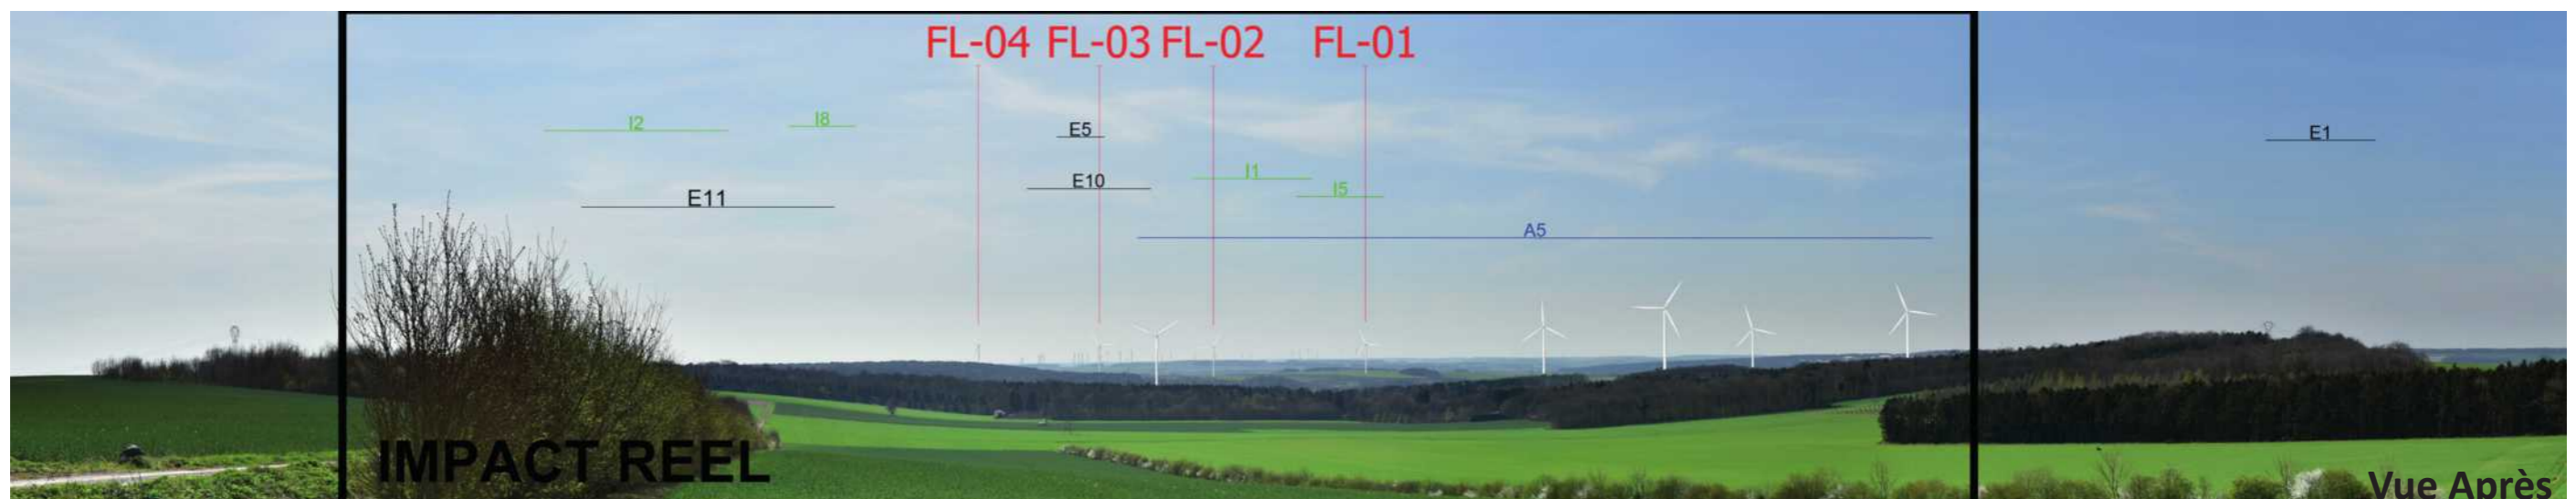 FL-04 FL-03 FL-02 FL-01
I2
I8
E5
E1
I1
E10
I5
E11
A5
IMPACT REEL
Vue Après